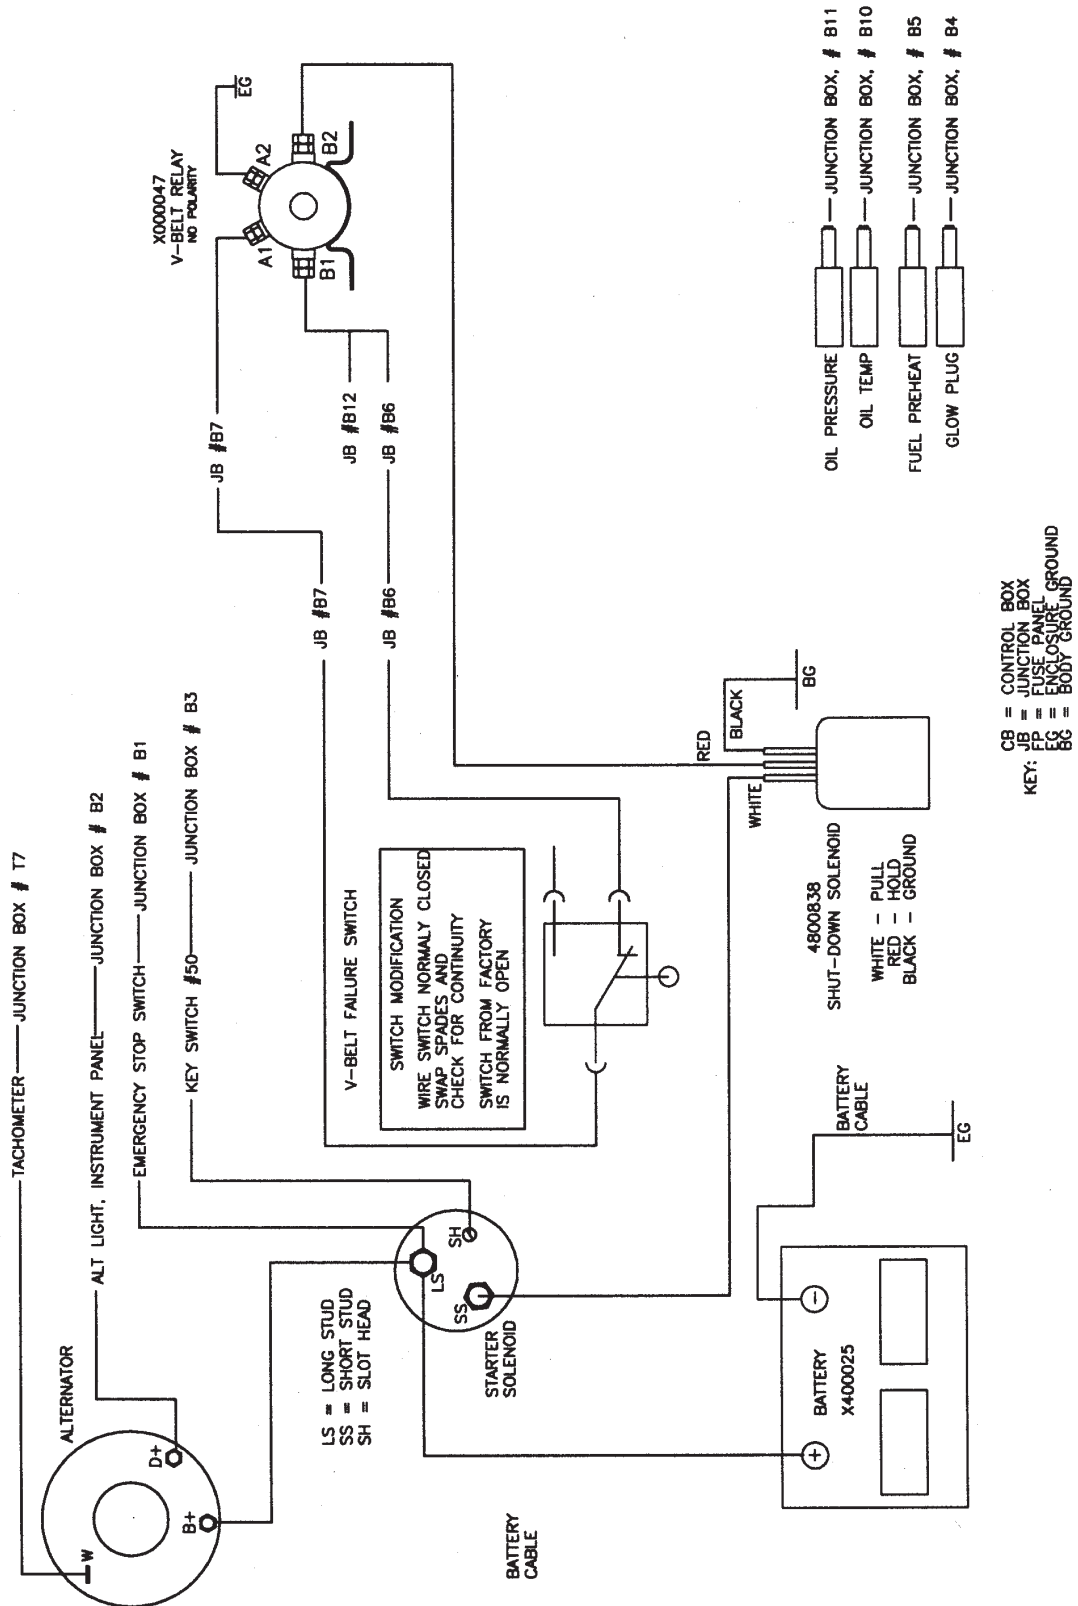 TACHOMETER — JUNCTION BOX # T7
ALT LIGHT, INSTRUMENT PANEL — JUNCTION BOX # B2
EMERGENCY STOP SWITCH — JUNCTION BOX # B1
KEY SWITCH #50 — JUNCTION BOX # B3
ALTERNATOR
W
D+
B+
LS = LONG STUD
SS = SHORT STUD
SH = SLOT HEAD
LS
SH
SS
STARTER
SOLENOID
BATTERY
CABLE
BATTERY
X400025
+
-
BATTERY
CABLE
EG
V-BELT FAILURE SWITCH
SWITCH MODIFICATION
WIRE SWITCH NORMALY CLOSED
SWAP SPADES AND
CHECK FOR CONTINUITY
SWITCH FROM FACTORY
IS NORMALLY OPEN
JB #B7
JB #B7
JB #B12
JB #B6
JB #B6
X000047
V-BELT RELAY
NO POLARITY
A1
A2
B1
B2
EG
WHITE
RED
BLACK
BG
4800838
SHUT-DOWN SOLENOID
WHITE - PULL
RED - HOLD
BLACK - GROUND
OIL PRESSURE — JUNCTION BOX, # B11
OIL TEMP — JUNCTION BOX, # B10
FUEL PREHEAT — JUNCTION BOX, # B5
GLOW PLUG — JUNCTION BOX, # B4
CB = CONTROL BOX
KEY: JB = JUNCTION BOX
FP = FUSE PANEL
EG = ENCLOSURE GROUND
BG = BODY GROUND